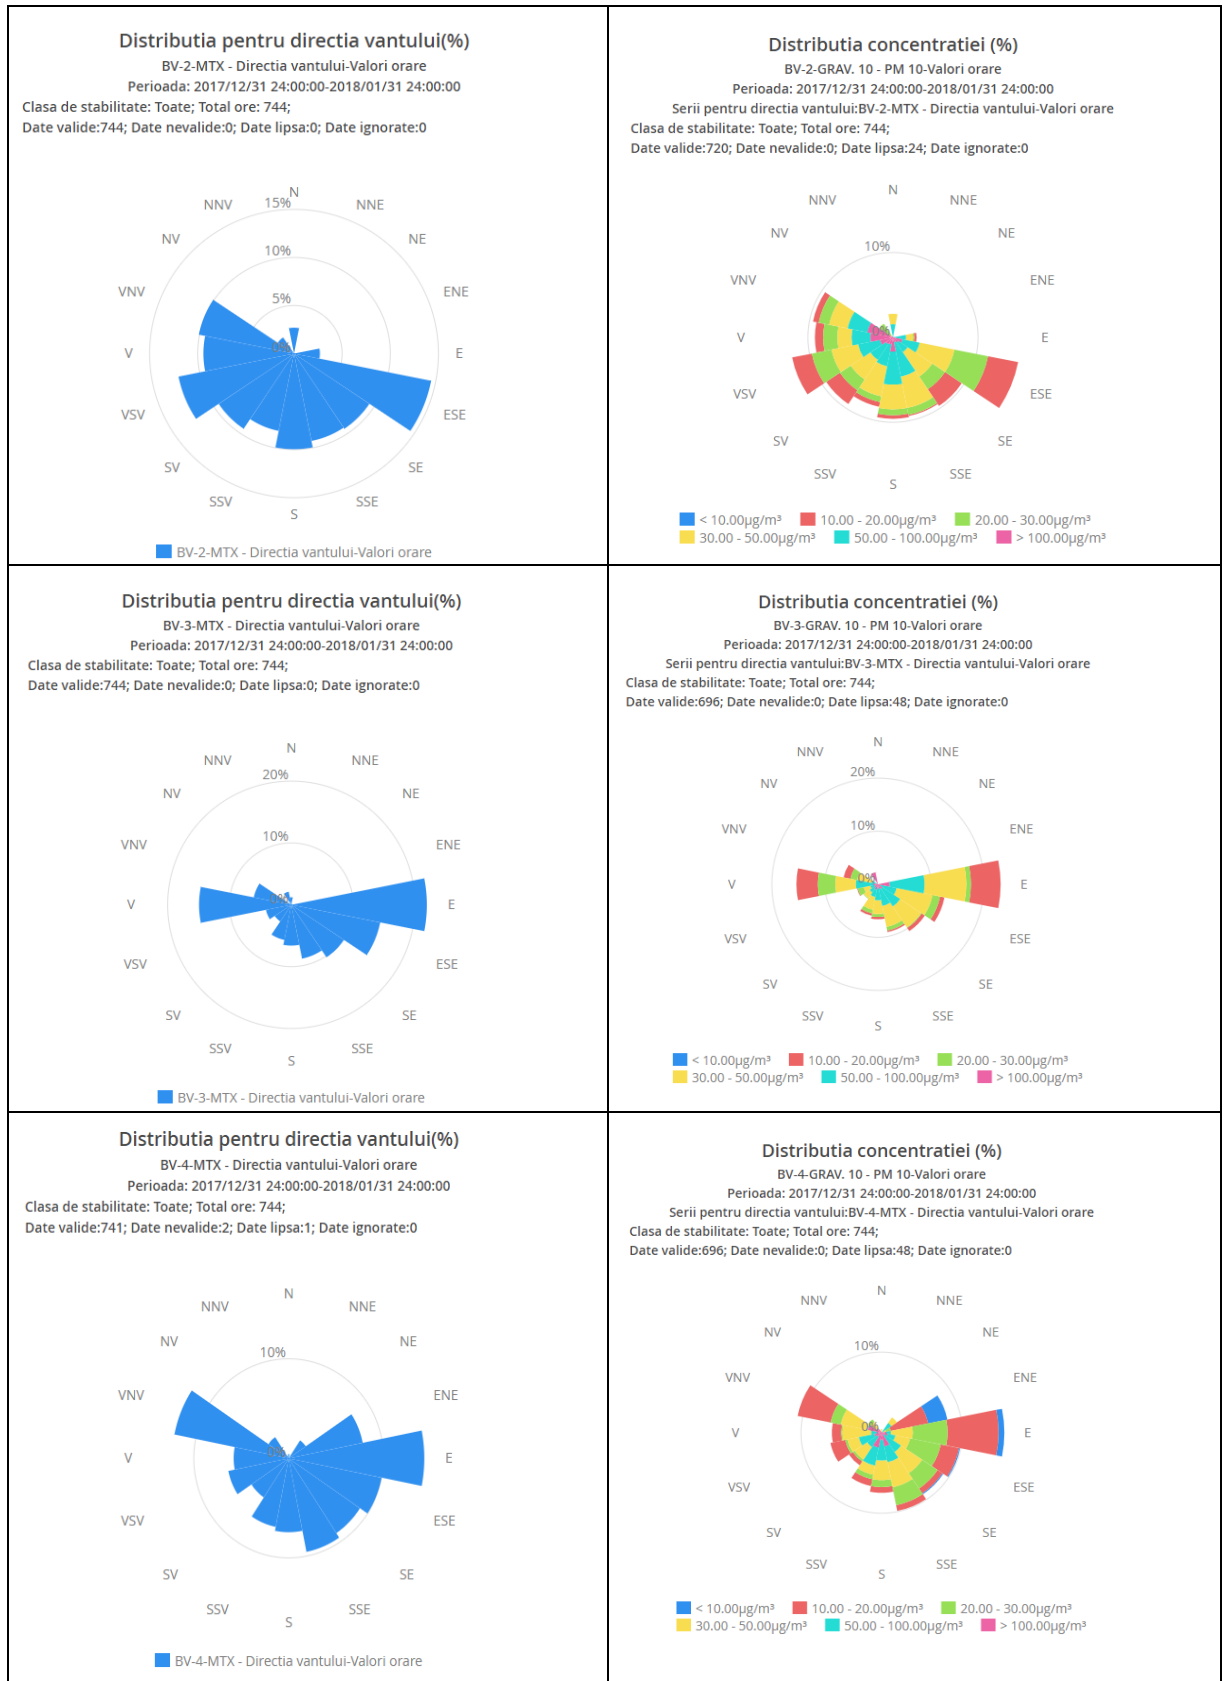 Distributia pentru directia vantului(%)
BV-2-MTX - Directia vantului-Valori orare
Perioada: 2017/12/31 24:00:00-2018/01/31 24:00:00
Clasa de stabilitate: Toate; Total ore: 744;
Date valide:744; Date nevalide:0; Date lipsa:0; Date ignorate:0
N
NNV
15%
NNE
NV
NE
10%
VNV
5%
ENE
0%
V
E
VSV
ESE
SV
SE
SSV
SSE
S
BV-2-MTX - Directia vantului-Valori orare
Distributia concentratiei (%)
BV-2-GRAV. 10 - PM 10-Valori orare
Perioada: 2017/12/31 24:00:00-2018/01/31 24:00:00
Serii pentru directia vantului:BV-2-MTX - Directia vantului-Valori orare
Clasa de stabilitate: Toate; Total ore: 744;
Date valide:720; Date nevalide:0; Date lipsa:24; Date ignorate:0
N
NNV
NNE
NV
NE
10%
VNV
ENE
0%
V
E
VSV
ESE
SV
SE
SSV
SSE
S
< 10.00µg/m³ 10.00 - 20.00µg/m³ 20.00 - 30.00µg/m³
30.00 - 50.00µg/m³ 50.00 - 100.00µg/m³ > 100.00µg/m³
Distributia pentru directia vantului(%)
BV-3-MTX - Directia vantului-Valori orare
Perioada: 2017/12/31 24:00:00-2018/01/31 24:00:00
Clasa de stabilitate: Toate; Total ore: 744;
Date valide:744; Date nevalide:0; Date lipsa:0; Date ignorate:0
N
NNV
NNE
20%
NV
NE
10%
VNV
ENE
0%
V
E
VSV
ESE
SV
SE
SSV
SSE
S
BV-3-MTX - Directia vantului-Valori orare
Distributia concentratiei (%)
BV-3-GRAV. 10 - PM 10-Valori orare
Perioada: 2017/12/31 24:00:00-2018/01/31 24:00:00
Serii pentru directia vantului:BV-3-MTX - Directia vantului-Valori orare
Clasa de stabilitate: Toate; Total ore: 744;
Date valide:696; Date nevalide:0; Date lipsa:48; Date ignorate:0
N
NNV
NNE
20%
NV
NE
10%
VNV
ENE
0%
V
E
VSV
ESE
SV
SE
SSV
SSE
S
< 10.00µg/m³ 10.00 - 20.00µg/m³ 20.00 - 30.00µg/m³
30.00 - 50.00µg/m³ 50.00 - 100.00µg/m³ > 100.00µg/m³
Distributia pentru directia vantului(%)
BV-4-MTX - Directia vantului-Valori orare
Perioada: 2017/12/31 24:00:00-2018/01/31 24:00:00
Clasa de stabilitate: Toate; Total ore: 744;
Date valide:741; Date nevalide:2; Date lipsa:1; Date ignorate:0
N
NNV
NNE
NV
NE
10%
VNV
ENE
0%
V
E
VSV
ESE
SV
SE
SSV
SSE
S
BV-4-MTX - Directia vantului-Valori orare
Distributia concentratiei (%)
BV-4-GRAV. 10 - PM 10-Valori orare
Perioada: 2017/12/31 24:00:00-2018/01/31 24:00:00
Serii pentru directia vantului:BV-4-MTX - Directia vantului-Valori orare
Clasa de stabilitate: Toate; Total ore: 744;
Date valide:696; Date nevalide:0; Date lipsa:48; Date ignorate:0
N
NNV
NNE
NV
NE
10%
VNV
ENE
0%
V
E
VSV
ESE
SV
SE
SSV
SSE
S
< 10.00µg/m³ 10.00 - 20.00µg/m³ 20.00 - 30.00µg/m³
30.00 - 50.00µg/m³ 50.00 - 100.00µg/m³ > 100.00µg/m³